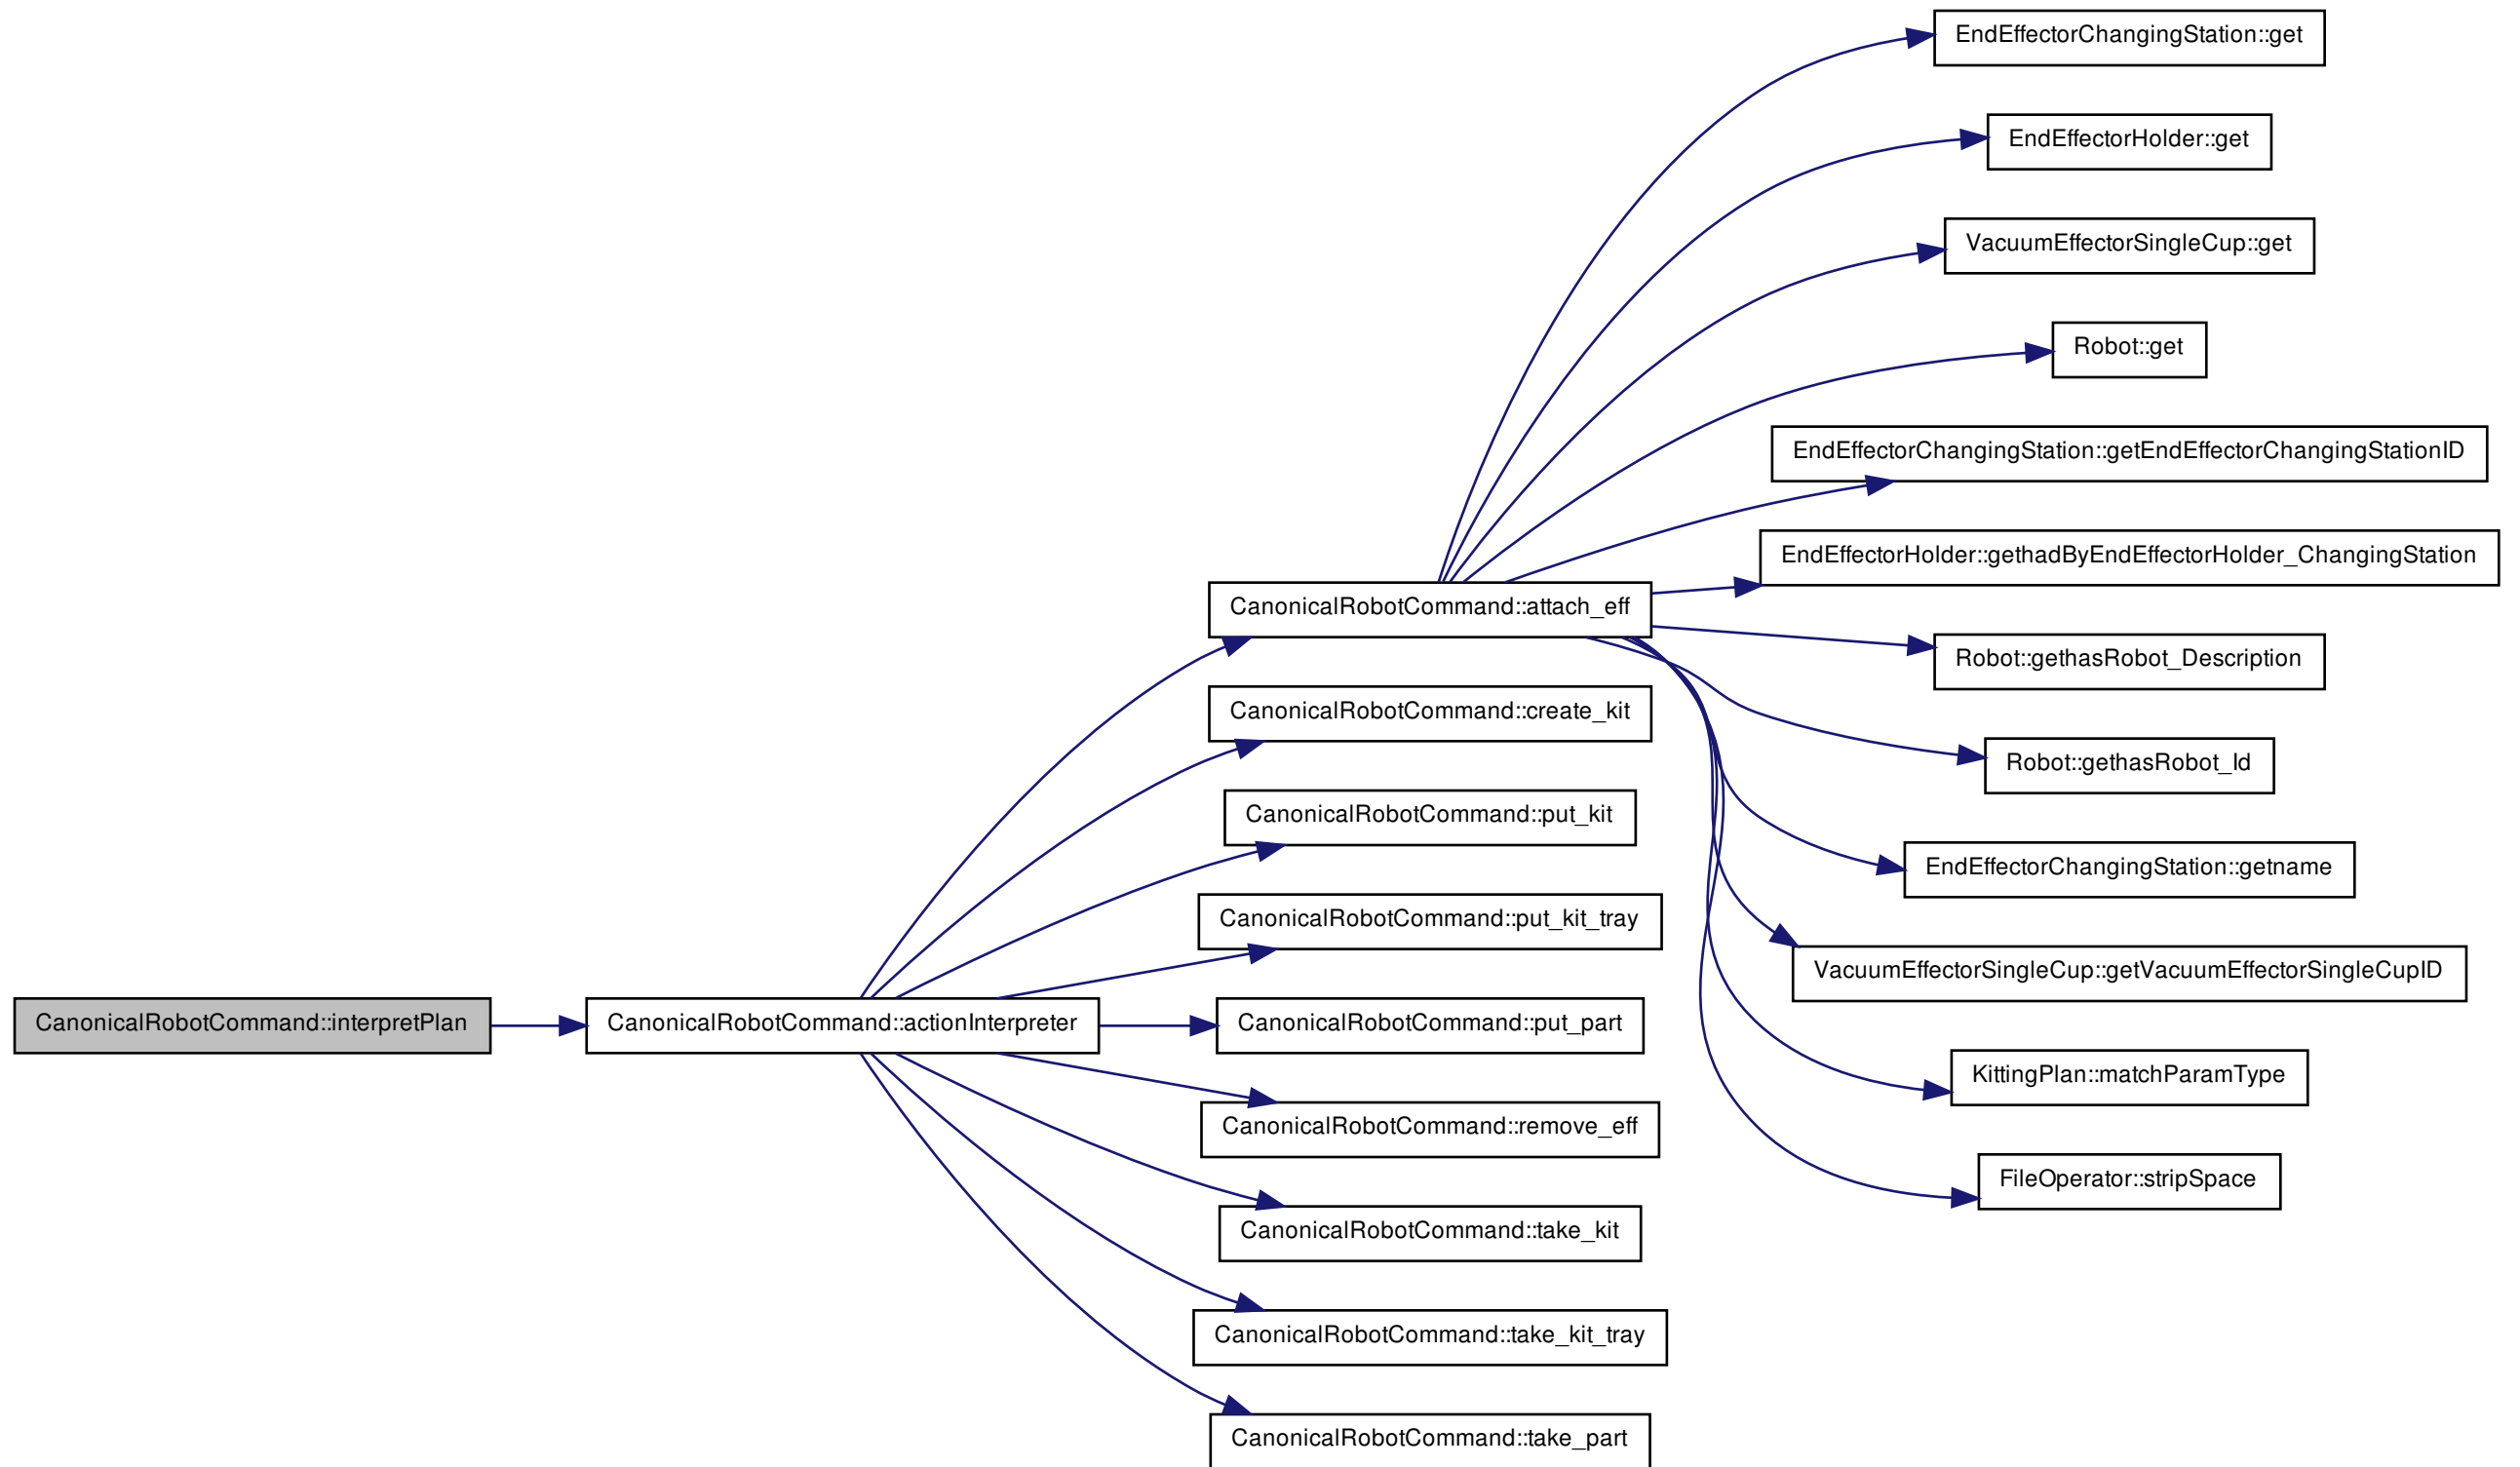 EndEffectorChangingStation::get
EndEffectorHolder::get
VacuumEffectorSingleCup::get
Robot::get
EndEffectorChangingStation::getEndEffectorChangingStationID
EndEffectorHolder::gethadByEndEffectorHolder_ChangingStation
CanonicalRobotCommand::attach_eff
Robot::gethasRobot_Description
CanonicalRobotCommand::create_kit
Robot::gethasRobot_Id
CanonicalRobotCommand::put_kit
EndEffectorChangingStation::getname
CanonicalRobotCommand::put_kit_tray
VacuumEffectorSingleCup::getVacuumEffectorSingleCupID
CanonicalRobotCommand::interpretPlan
CanonicalRobotCommand::actionInterpreter
CanonicalRobotCommand::put_part
KittingPlan::matchParamType
CanonicalRobotCommand::remove_eff
FileOperator::stripSpace
CanonicalRobotCommand::take_kit
CanonicalRobotCommand::take_kit_tray
CanonicalRobotCommand::take_part